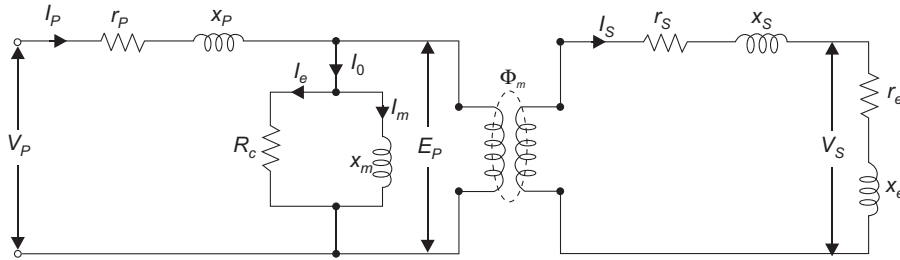 I_P
r_P
x_P
I_S
r_S
x_S
I_0
I_e
I_m
Φ_m
r_e
V_P
R_c
x_m
E_P
V_S
x_e